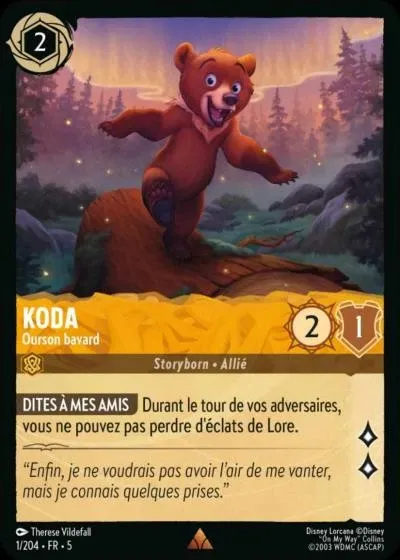 2
KODA
Ourson bavard
2
1
Storyborn • Allié
DITES À MES AMIS Durant le tour de vos adversaires,
vous ne pouvez pas perdre d'éclats de Lore.
“Enfin, je ne voudrais pas avoir l'air de me vanter,
mais je connais quelques prises.”
Therese Vildefall
1/204 • FR • 5
Disney Lorcana ©Disney
"On My Way" Collins
©2003 WDMC (ASCAP)